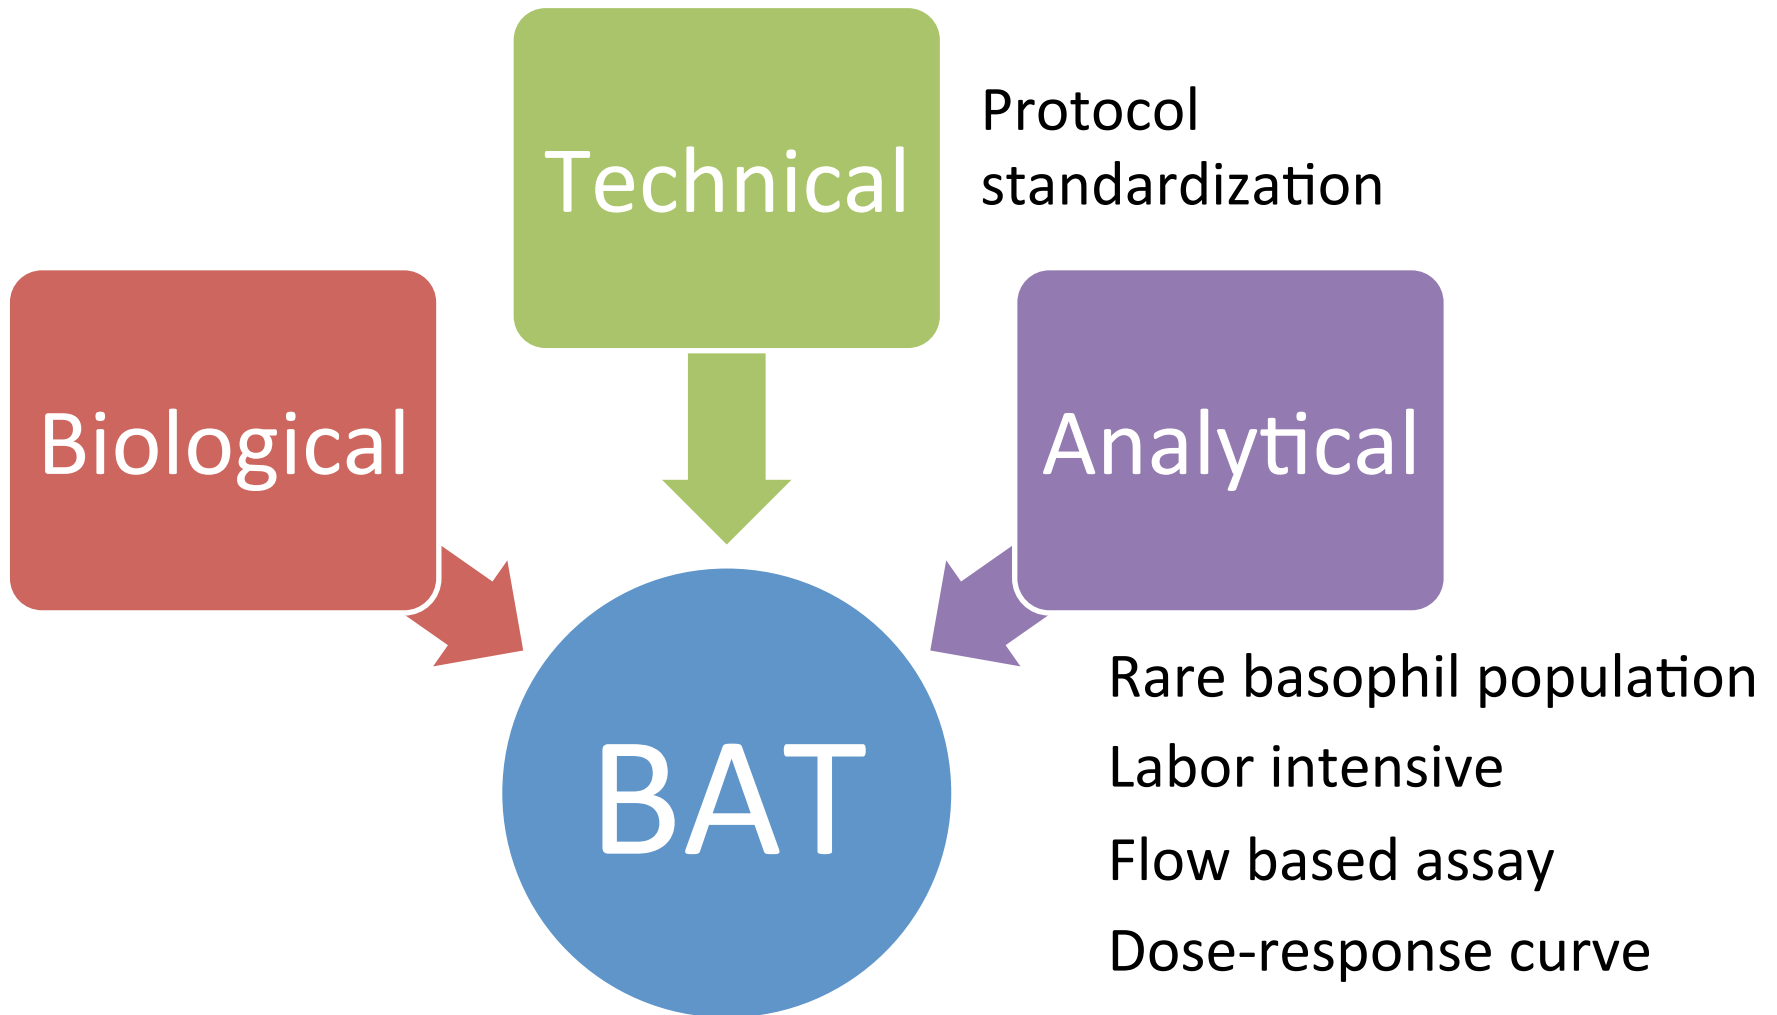 Technical
Protocol
standardization
Biological
Analytical
BAT
Rare basophil population
Labor intensive
Flow based assay
Dose-response curve